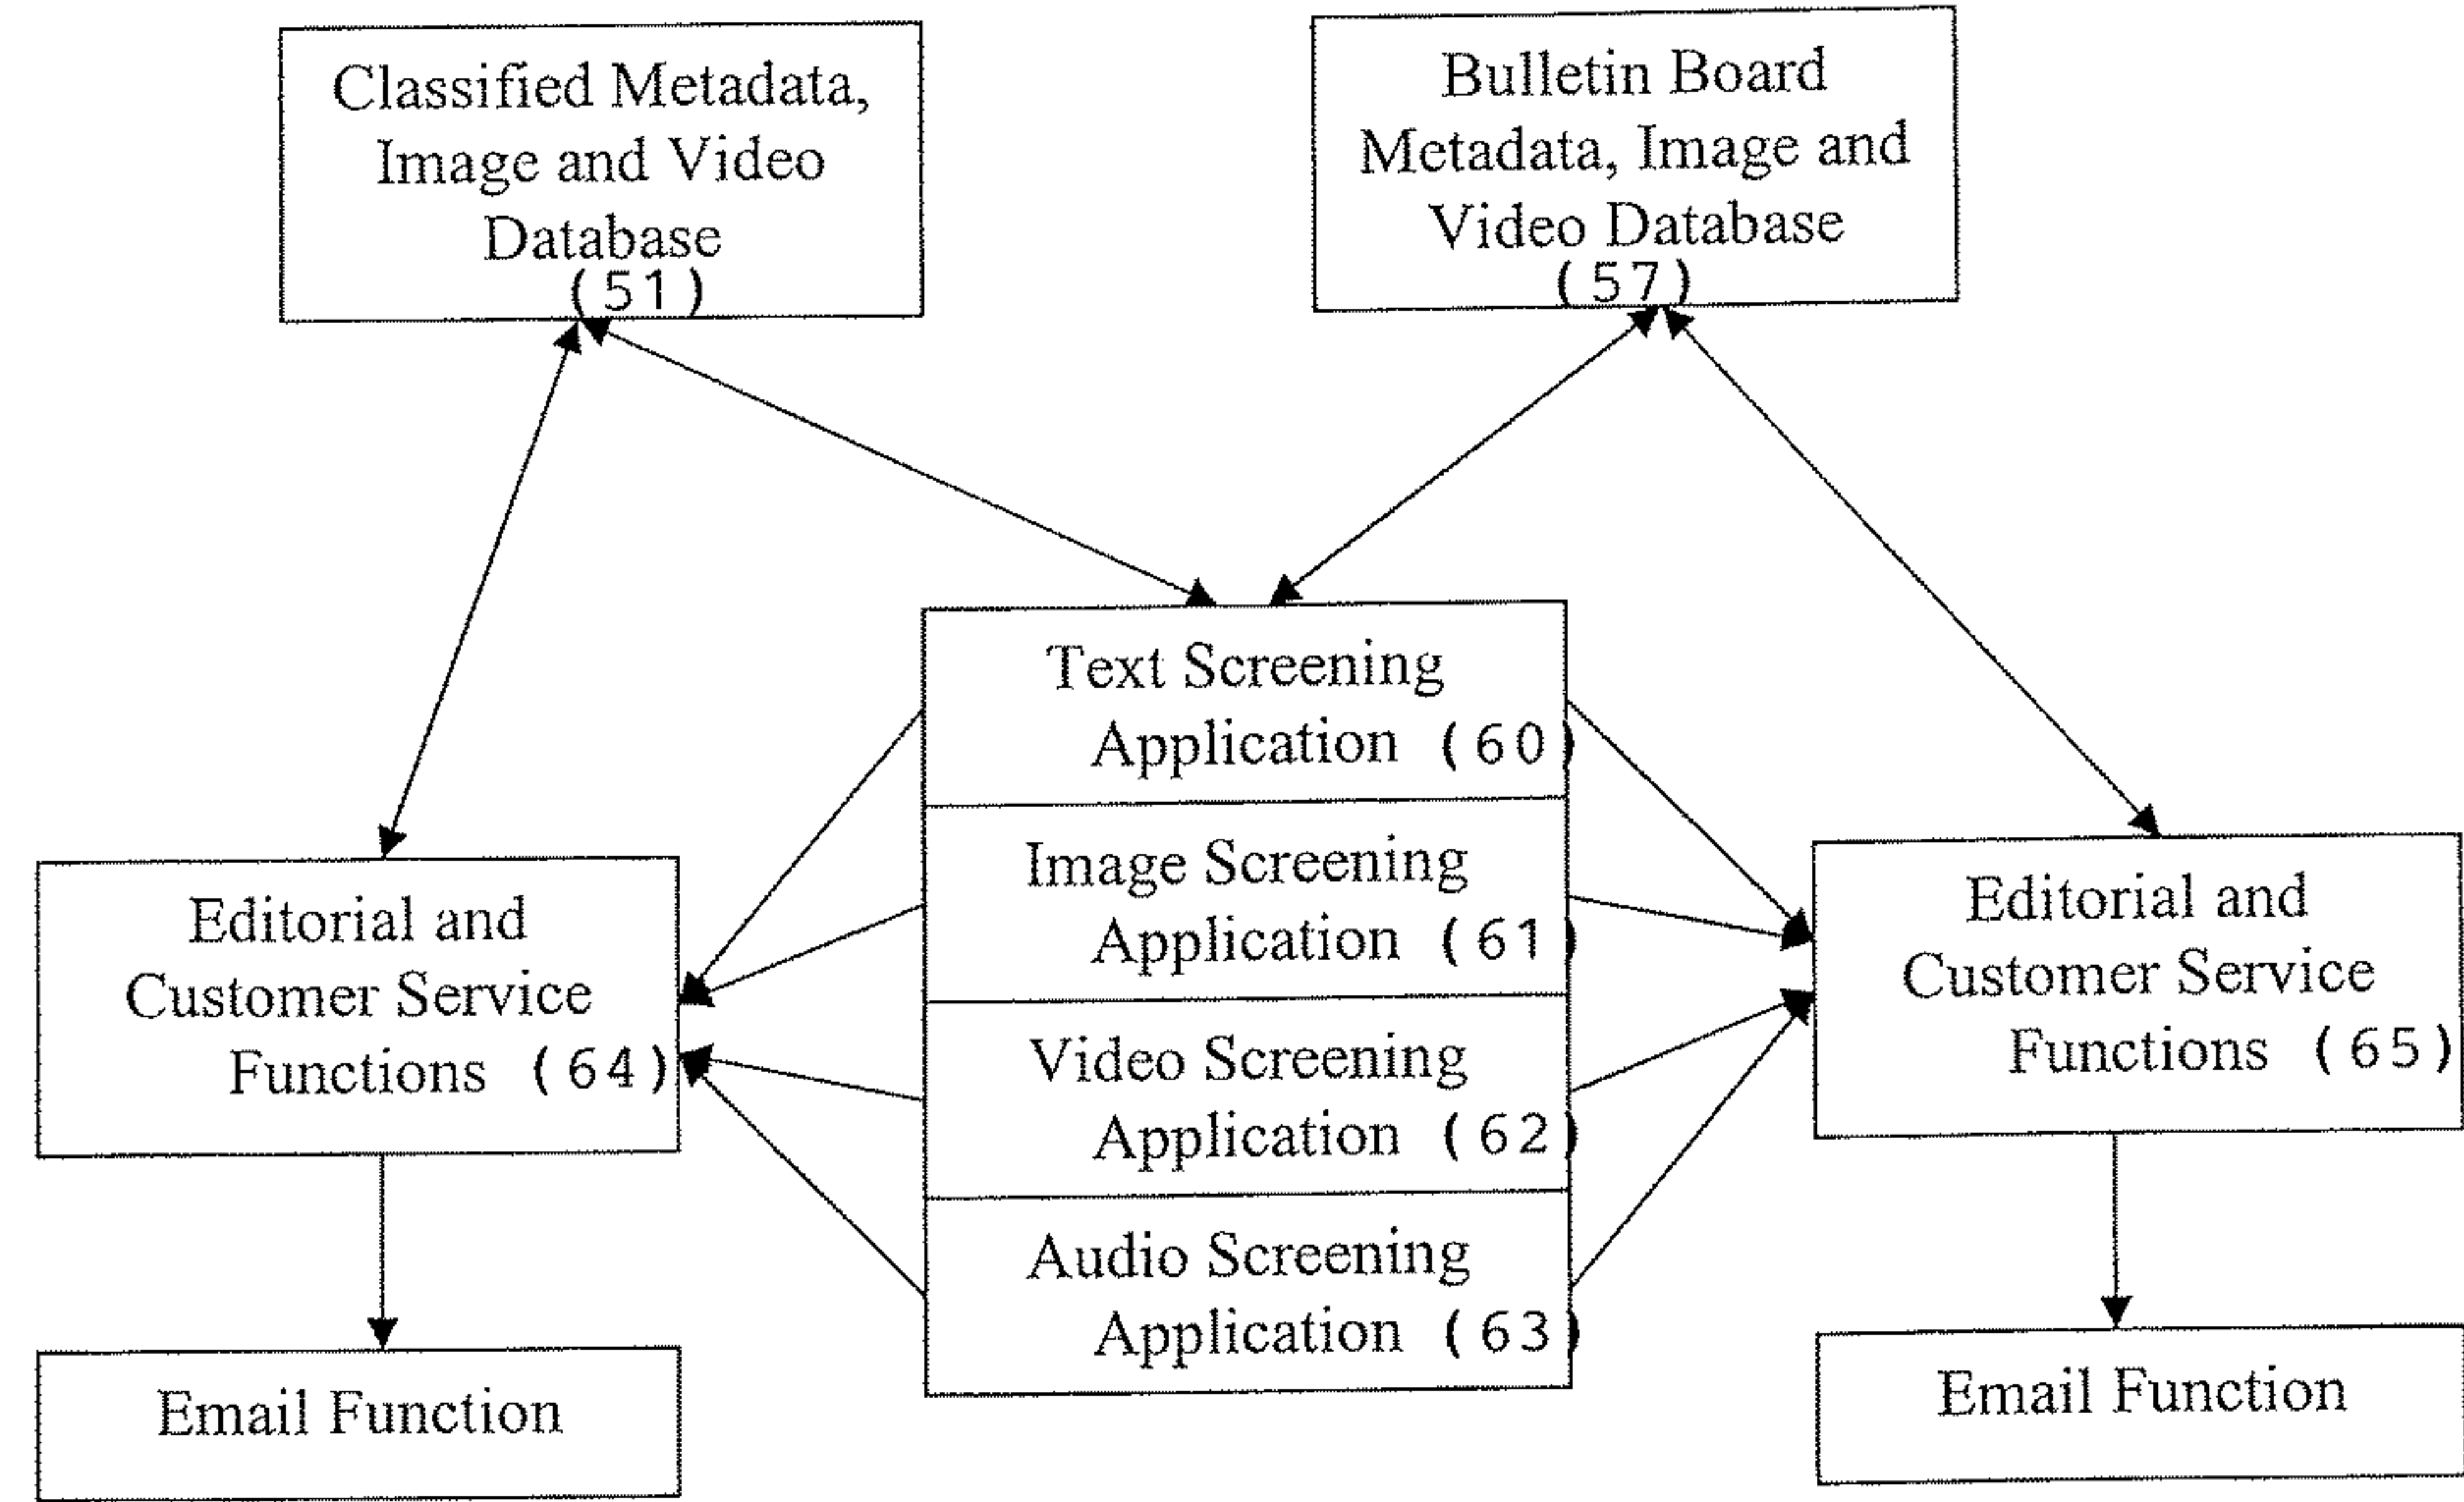 Classified Metadata,
Image and Video
Database
(51)
Bulletin Board
Metadata, Image and
Video Database
(57)
Text Screening
Application (60)
Image Screening
Application (61)
Video Screening
Application (62)
Audio Screening
Application (63)
Editorial and
Customer Service
Functions (64)
Editorial and
Customer Service
Functions (65)
Email Function
Email Function